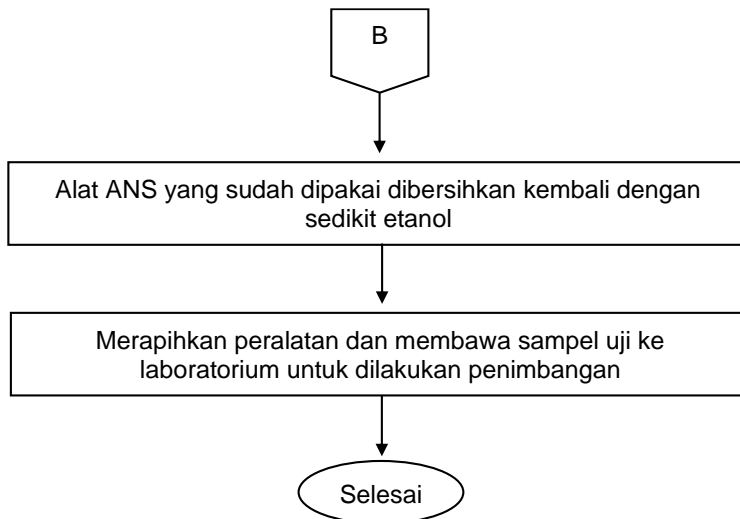 B
Alat ANS yang sudah dipakai dibersihkan kembali dengan
sedikit etanol
Merapihkan peralatan dan membawa sampel uji ke
laboratorium untuk dilakukan penimbangan
Selesai